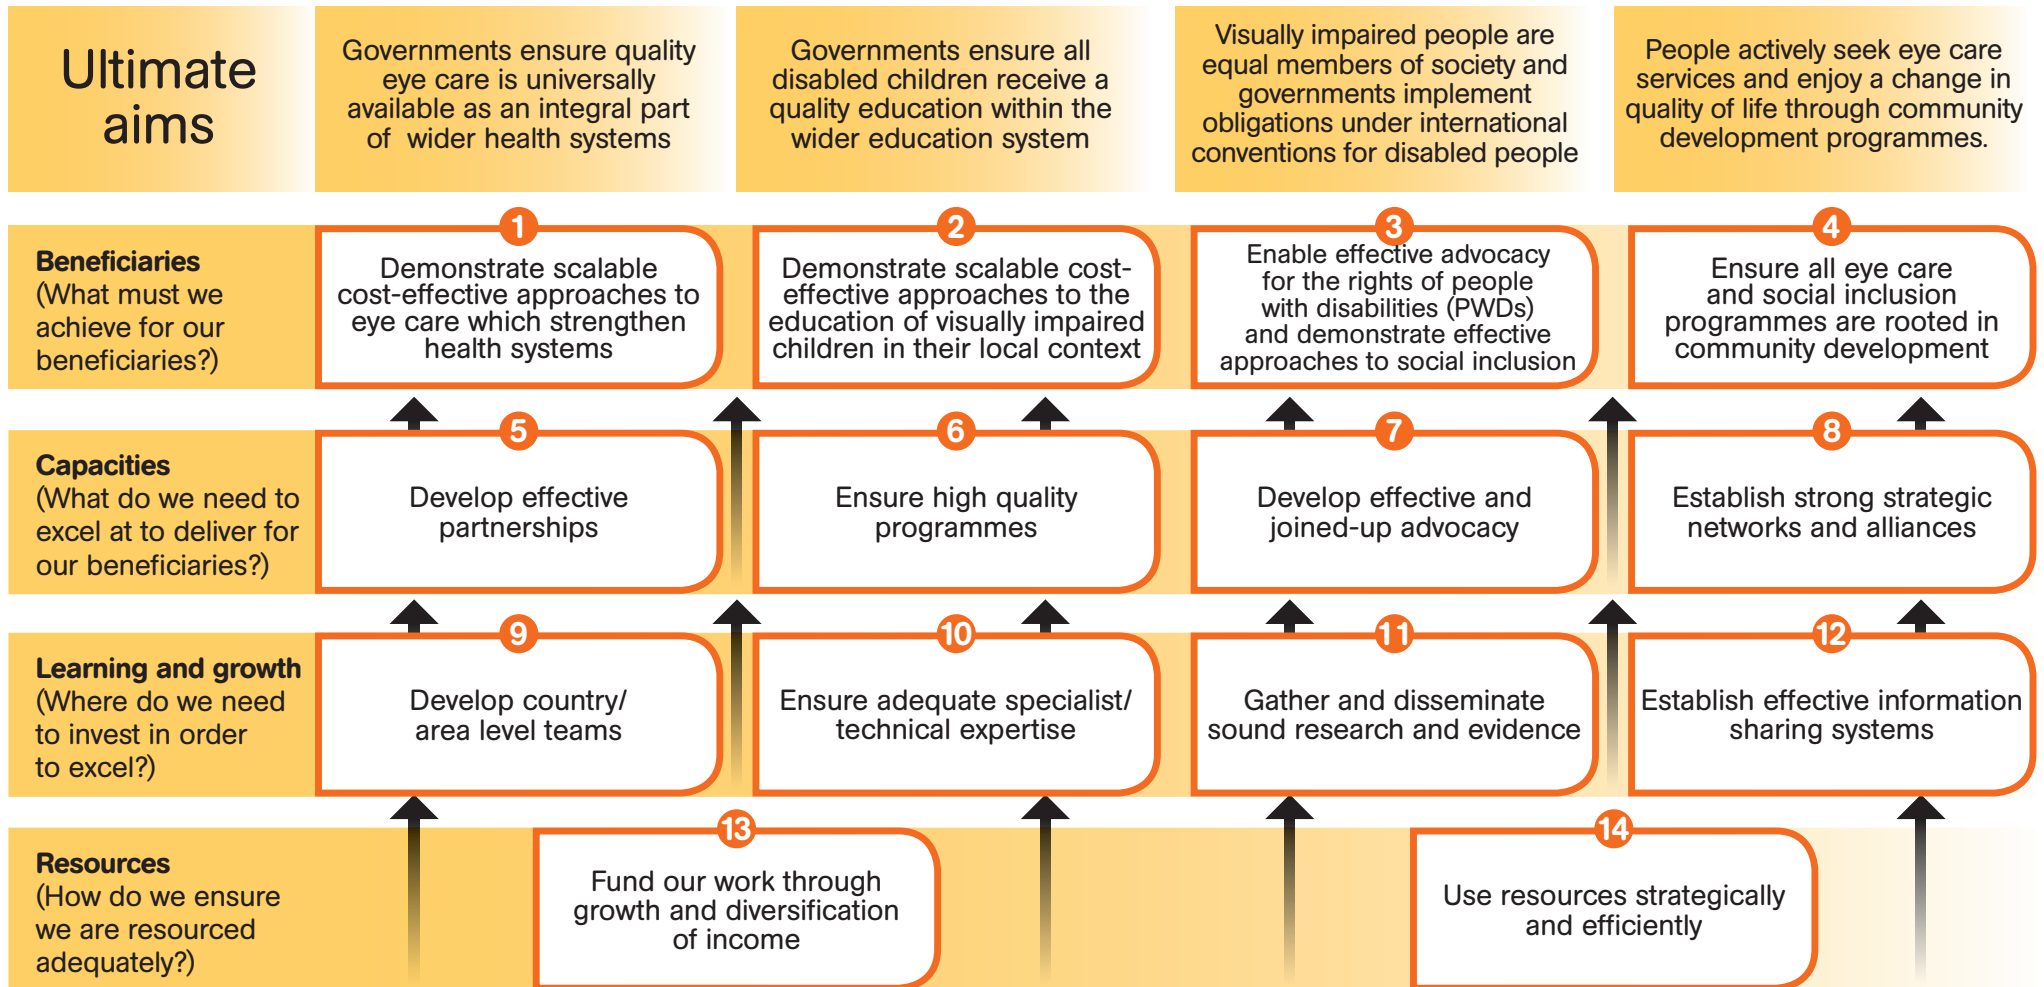 Ultimate
aims
Governments ensure quality
eye care is universally
available as an integral part
of wider health systems
Governments ensure all
disabled children receive a
quality education within the
wider education system
Visually impaired people are
equal members of society and
governments implement
obligations under international
conventions for disabled people
People actively seek eye care
services and enjoy a change in
quality of life through community
development programmes.
Beneficiaries
(What must we
achieve for our
beneficiaries?)
1
Demonstrate scalable
cost-effective approaches to
eye care which strengthen
health systems
2
Demonstrate scalable cost-
effective approaches to the
education of visually impaired
children in their local context
3
Enable effective advocacy
for the rights of people
with disabilities (PWDs)
and demonstrate effective
approaches to social inclusion
4
Ensure all eye care
and social inclusion
programmes are rooted in
community development
Capacities
(What do we need to
excel at to deliver for
our beneficiaries?)
5
Develop effective
partnerships
6
Ensure high quality
programmes
7
Develop effective and
joined-up advocacy
8
Establish strong strategic
networks and alliances
Learning and growth
(Where do we need
to invest in order
to excel?)
9
Develop country/
area level teams
10
Ensure adequate specialist/
technical expertise
11
Gather and disseminate
sound research and evidence
12
Establish effective information
sharing systems
Resources
(How do we ensure
we are resourced
adequately?)
13
Fund our work through
growth and diversification
of income
14
Use resources strategically
and efficiently